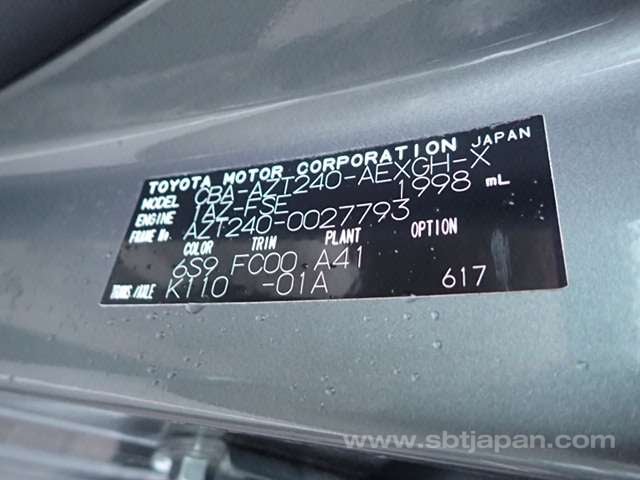 TOYOTA MOTOR CORPORATION JAPAN
MODEL CBA-AZT240-AEXGH-X
ENGINE 1AZ-FSE 1998 mL
FRAME No. AZT240-0027793
COLOR TRIM PLANT OPTION
6S9 FC00 A41
TRANS./AXLE K110 -01A 617
www.sbtjapan.com